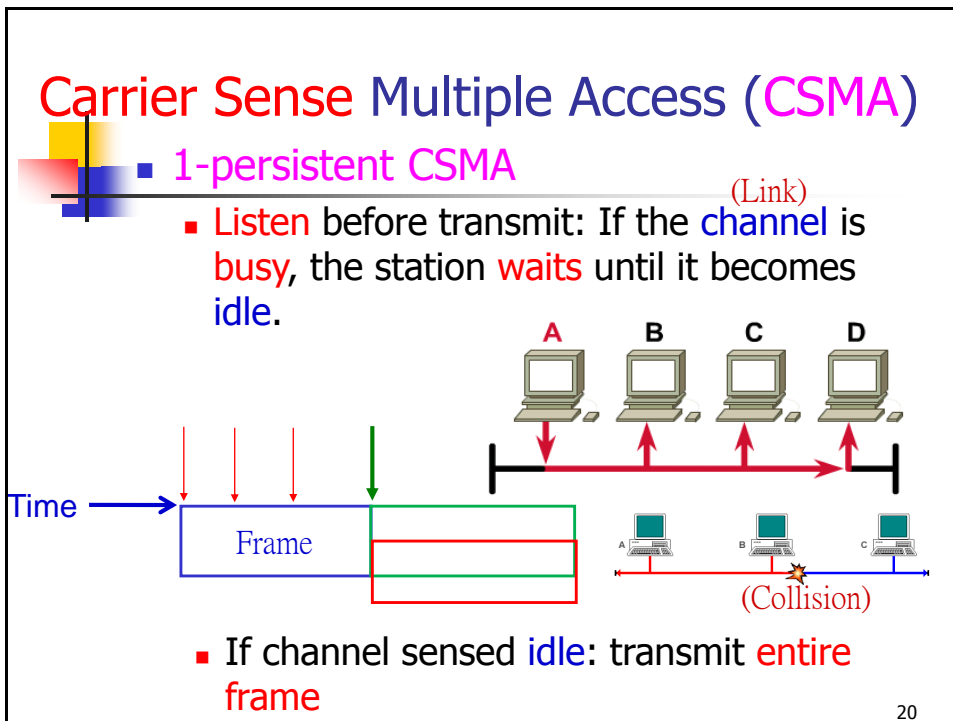 Carrier Sense Multiple Access (CSMA)
1-persistent CSMA
(Link)
Listen before transmit: If the channel is
busy, the station waits until it becomes
idle.
A B C D
Time
Frame
A B C
(Collision)
If channel sensed idle: transmit entire
frame
20